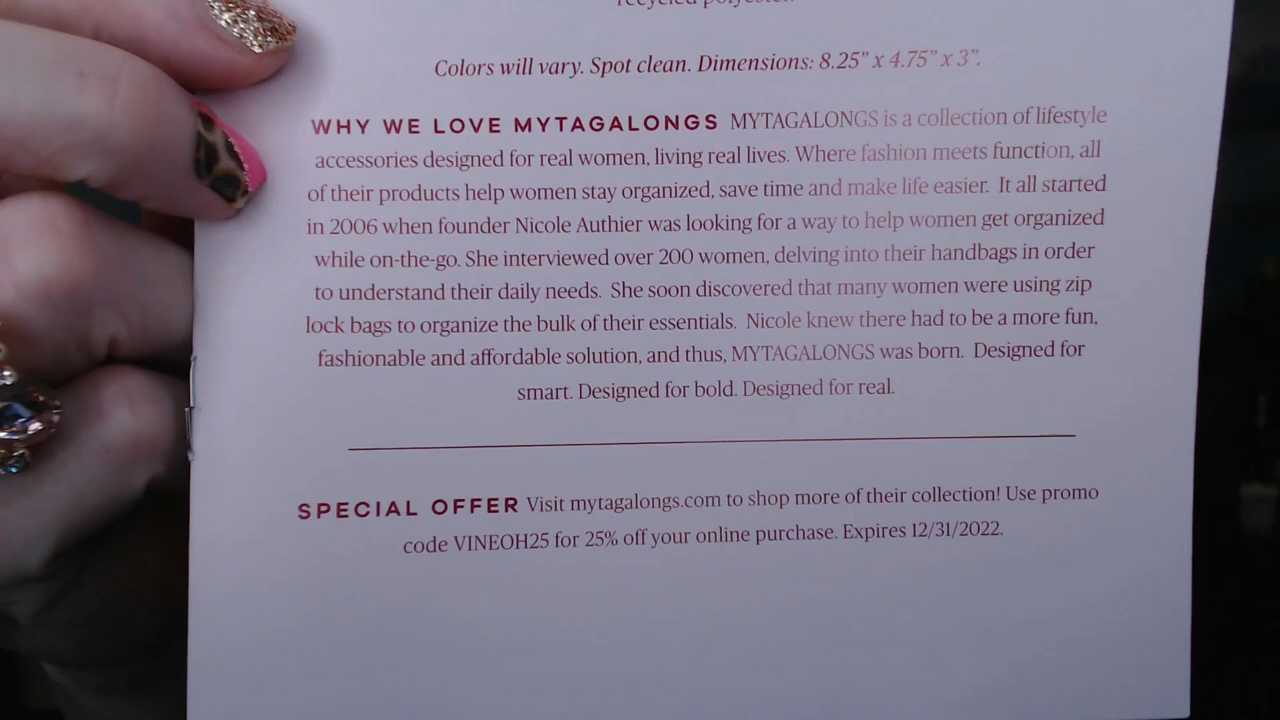 recycled polyester.
Colors will vary. Spot clean. Dimensions: 8.25" x 4.75" x 3".
WHY WE LOVE MYTAGALONGS MYTAGALONGS is a collection of lifestyle
accessories designed for real women, living real lives. Where fashion meets function, all
of their products help women stay organized, save time and make life easier. It all started
in 2006 when founder Nicole Authier was looking for a way to help women get organized
while on-the-go. She interviewed over 200 women, delving into their handbags in order
to understand their daily needs. She soon discovered that many women were using zip
lock bags to organize the bulk of their essentials. Nicole knew there had to be a more fun,
fashionable and affordable solution, and thus, MYTAGALONGS was born. Designed for
smart. Designed for bold. Designed for real.
SPECIAL OFFER Visit mytagalongs.com to shop more of their collection! Use promo
code VINEOH25 for 25% off your online purchase. Expires 12/31/2022.